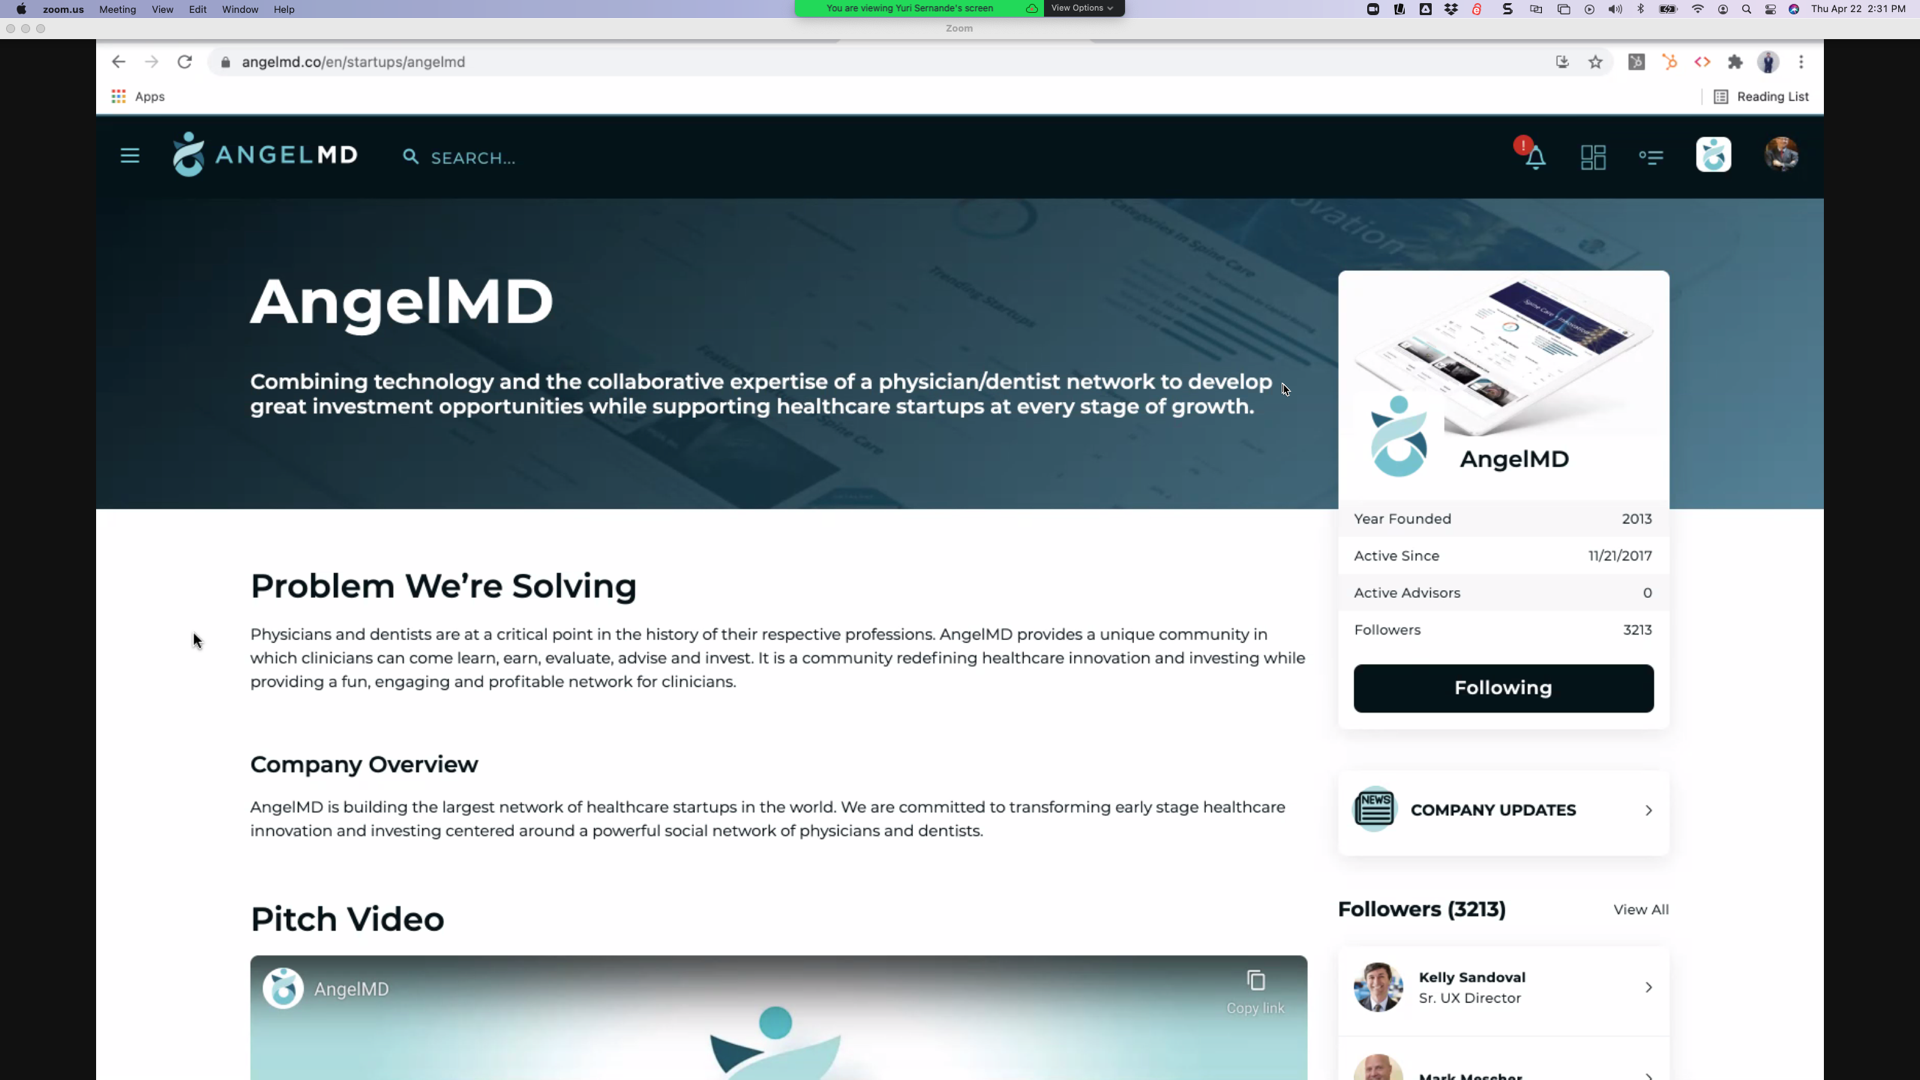 zoom.us Meeting View Edit Window Help
You are viewing Yuri Sernande's screen View Options
Thu Apr 22 2:31 PM
Zoom
angelmd.co/en/startups/angelmd
Apps
Reading List
ANGELMD
SEARCH...
AngelMD
Combining technology and the collaborative expertise of a physician/dentist network to develop
great investment opportunities while supporting healthcare startups at every stage of growth.
AngelMD
Year Founded 2013
Active Since 11/21/2017
Active Advisors 0
Followers 3213
Following
Problem We're Solving
Physicians and dentists are at a critical point in the history of their respective professions. AngelMD provides a unique community in
which clinicians can come learn, earn, evaluate, advise and invest. It is a community redefining healthcare innovation and investing while
providing a fun, engaging and profitable network for clinicians.
Company Overview
AngelMD is building the largest network of healthcare startups in the world. We are committed to transforming early stage healthcare
innovation and investing centered around a powerful social network of physicians and dentists.
NEWS
COMPANY UPDATES
Pitch Video
AngelMD
Copy link
Followers (3213) View All
Kelly Sandoval
Sr. UX Director
Mark Mescher